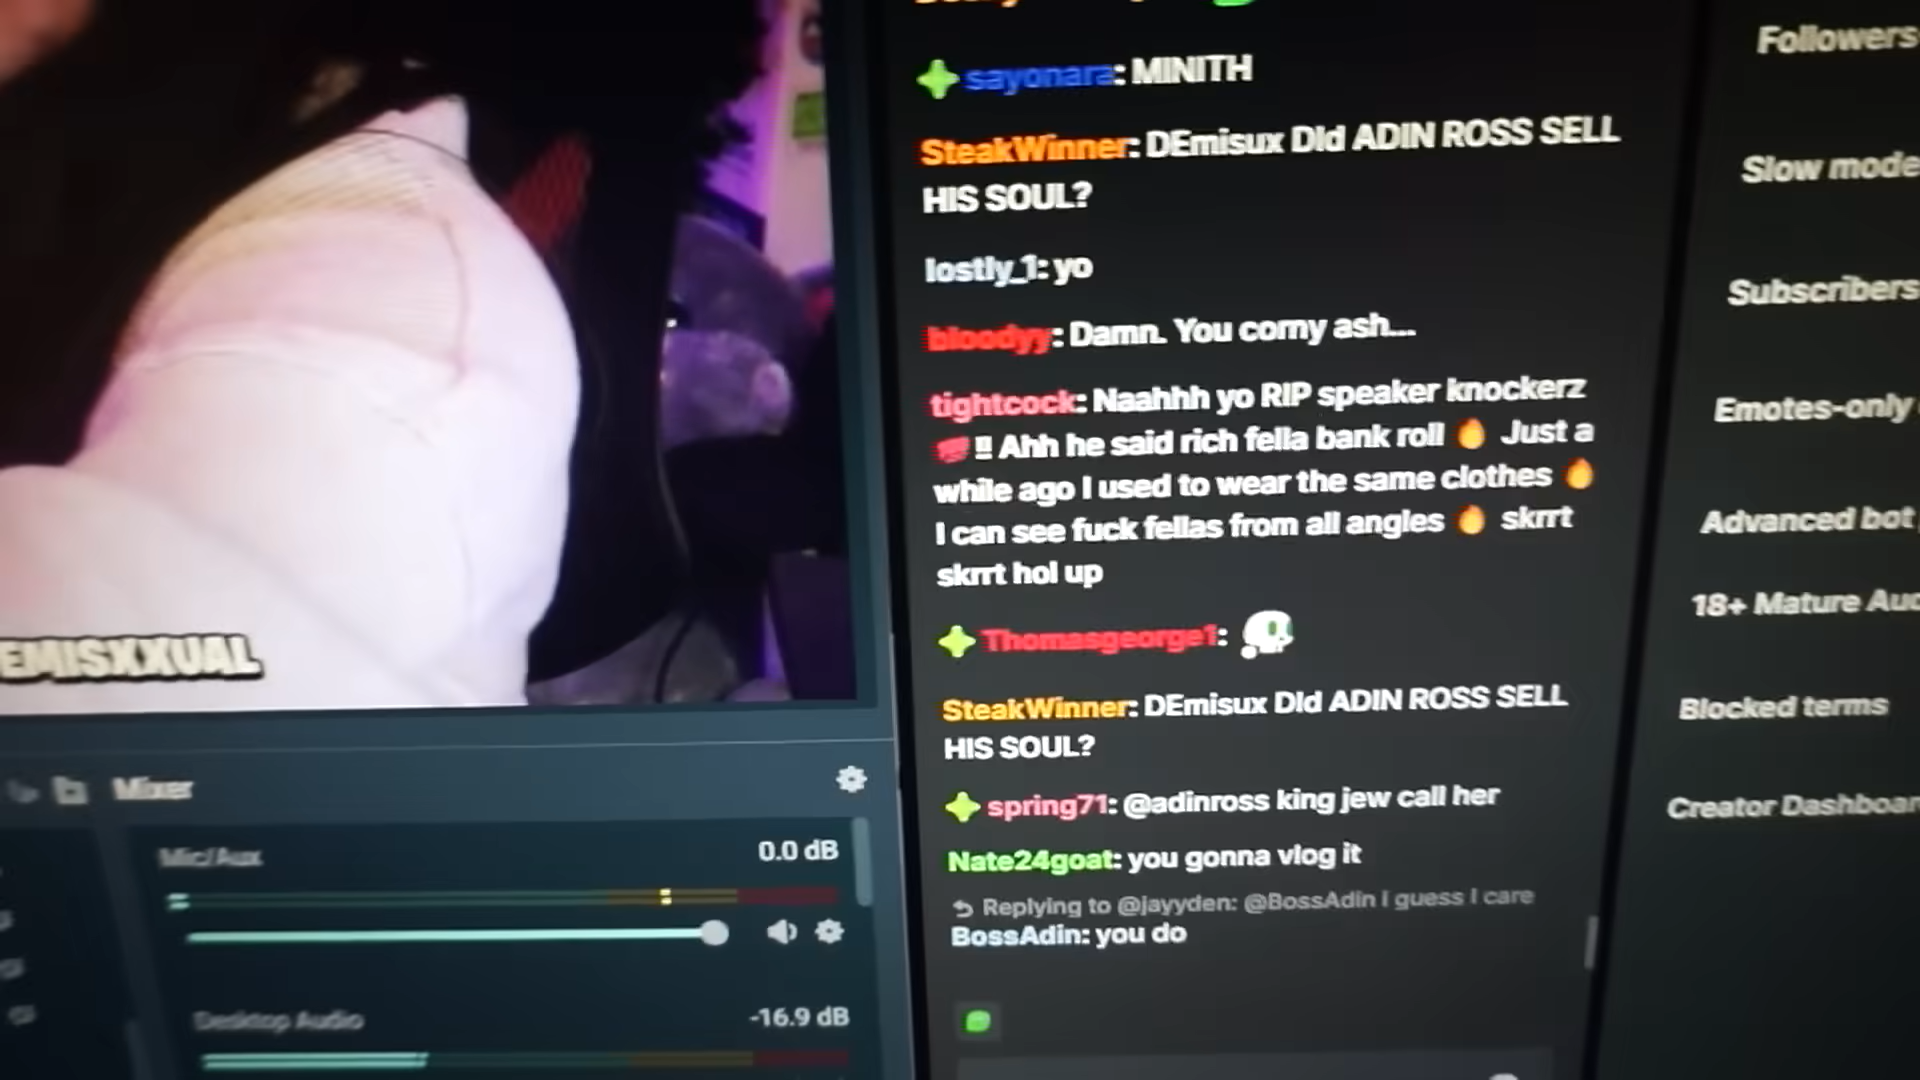 sayonara: MINITH
SteakWinner: DEmisux DId ADIN ROSS SELL
HIS SOUL?
lostly_1: yo
bloodyy: Damn. You corny ash...
tightcock: Naahhh yo RIP speaker knockerz
‼ Ahh he said rich fella bank roll 🔥 Just a
while ago I used to wear the same clothes 🔥
I can see fuck fellas from all angles 🔥 skrrt
skrrt hol up
Thomasgeorge1:
SteakWinner: DEmisux DId ADIN ROSS SELL
HIS SOUL?
spring71: @adinross king jew call her
Nate24goat: you gonna vlog it
Replying to @jayyden: @BossAdin I guess I care
BossAdin: you do
Followers
Slow mode
Subscribers
Emotes-only
Advanced bot
18+ Mature Aud
Blocked terms
Creator Dashboar
EMISXXUAL
Mixer
Mic/Aux
0.0 dB
Desktop Audio
-16.9 dB